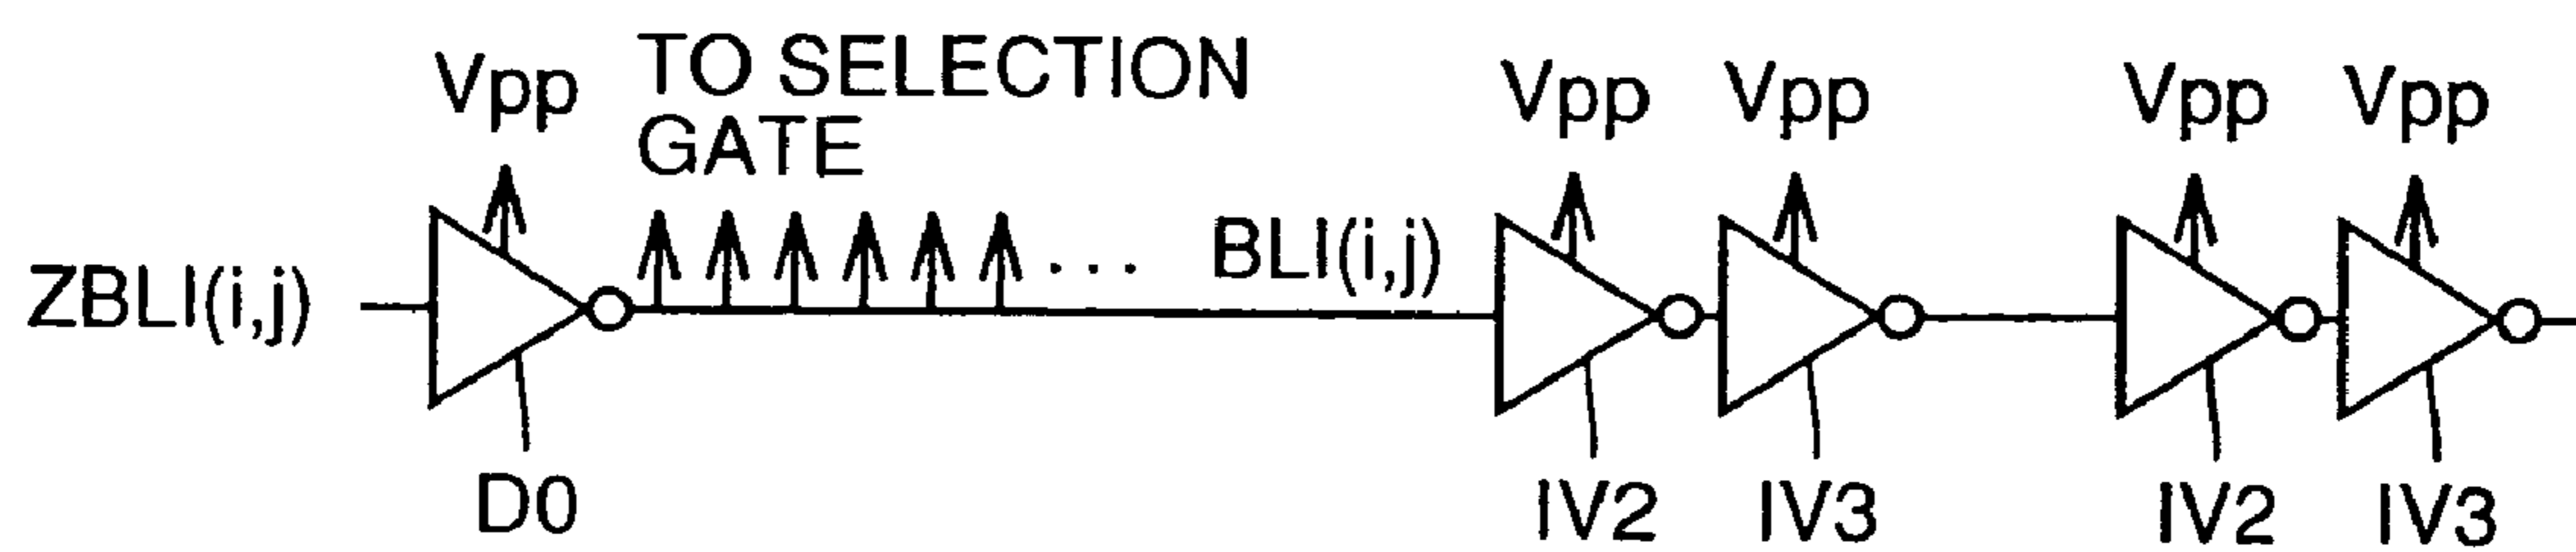 Vpp
TO SELECTION
GATE
Vpp
Vpp
Vpp
Vpp
ZBLI(i,j)
. . .
BLI(i,j)
D0
IV2
IV3
IV2
IV3